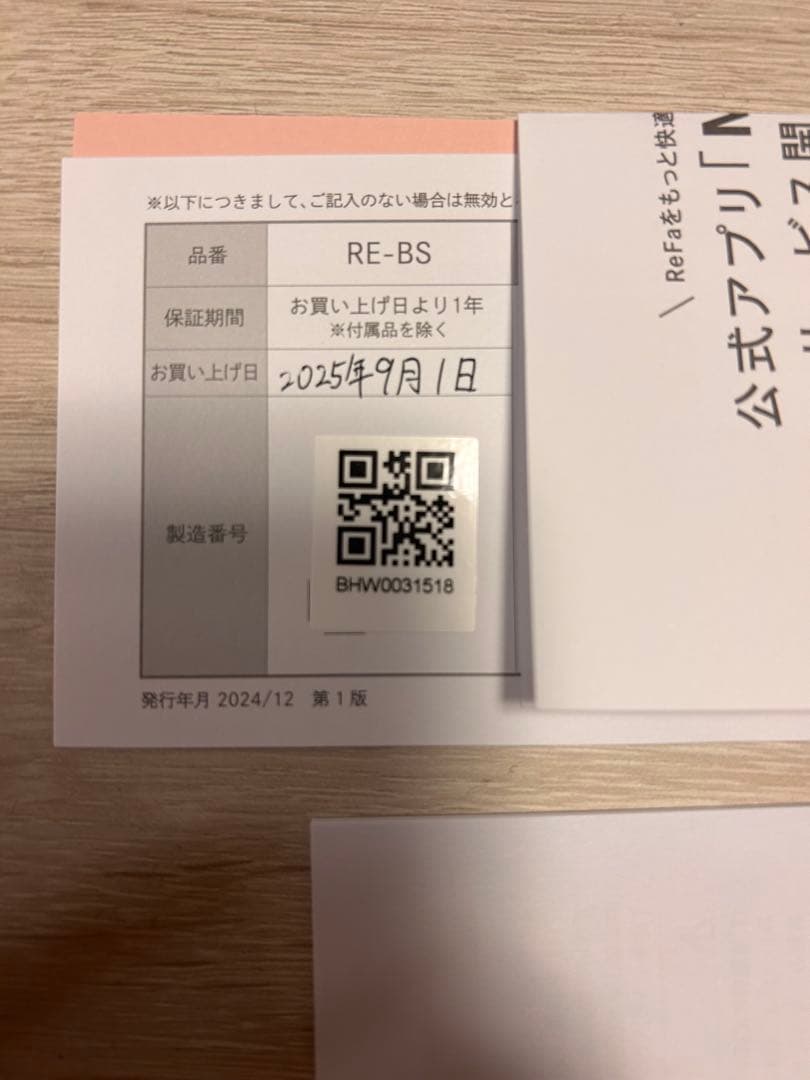 ※以下につきまして、ご記入のない場合は無効と
品番 RE-BS
保証期間 お買い上げ日より1年
※付属品を除く
お買い上げ日 2025年9月1日
製造番号
BHW0031518
発行年月 2024/12 第1版
ReFaをもっと快適
公式アプリ「